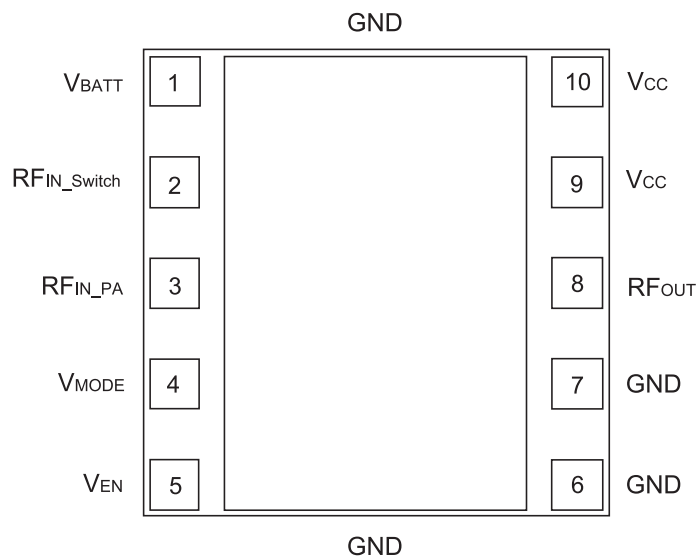 GND
VBATT 1 10 VCC
RFIN_Switch 2 9 VCC
RFIN_PA 3 8 RFOUT
VMODE 4 7 GND
VEN 5 6 GND
GND